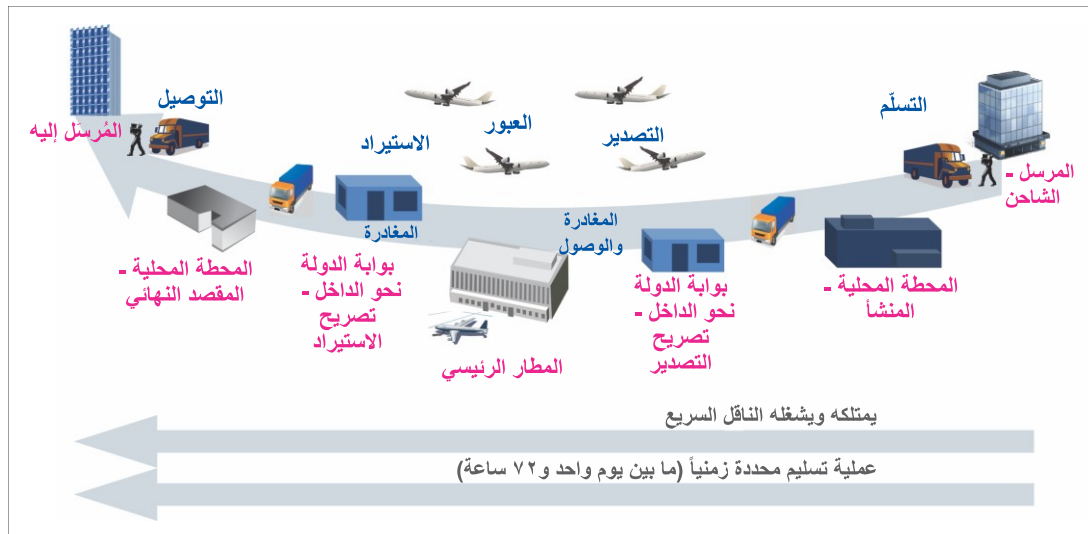 التسلّم
المرسل -
الشاحن
المحطة المحلية -
المنشأ
التصدير
بوابة الدولة
نحو الداخل -
تصريح
التصدير
العبور
المغادرة
والوصول
المطار الرئيسي
الاستيراد
المغادرة
بوابة الدولة
نحو الداخل -
تصريح
الاستيراد
المحطة المحلية -
المقصد النهائي
التوصيل
المُرسَل إليه
يمتلكه ويشغله الناقل السريع
عملية تسليم محددة زمنياً (ما بين يوم واحد و٧٢ ساعة)